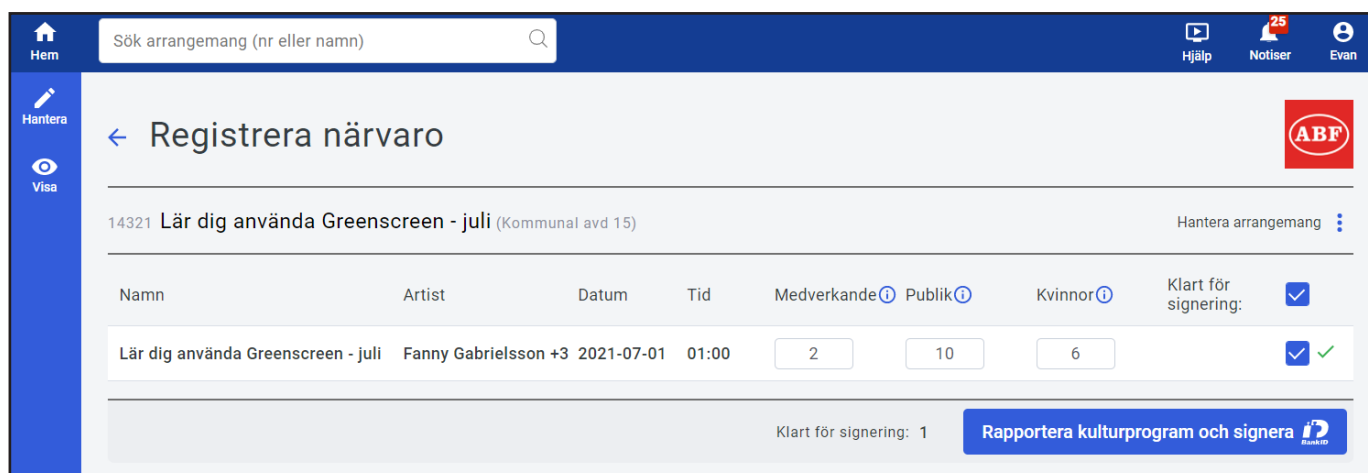 Hem
Sök arrangemang (nr eller namn)
Hjälp
25
Notiser
Evan
Hantera
Visa
Registrera närvaro
ABF
14321 Lär dig använda Greenscreen - juli (Kommunal avd 15)
Hantera arrangemang
Namn Artist Datum Tid Medverkande Publik Kvinnor Klart för
signering:
Lär dig använda Greenscreen - juli Fanny Gabrielsson +3 2021-07-01 01:00 2 10 6
Klart för signering: 1
Rapportera kulturprogram och signera BankID